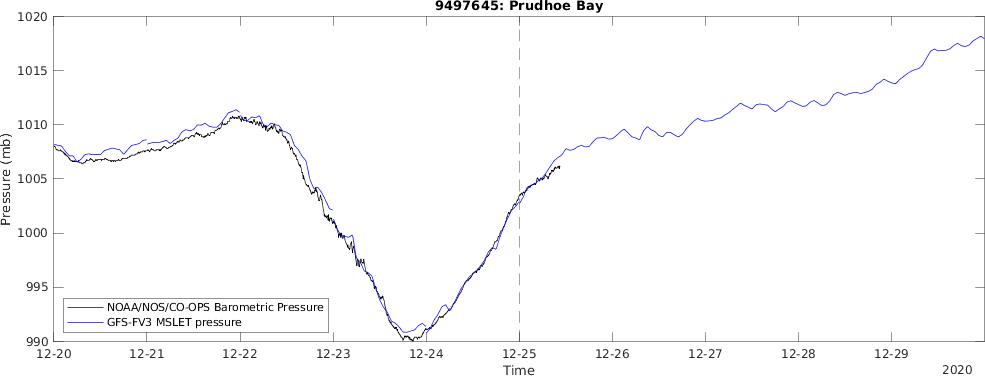 9497645: Prudhoe Bay
1020
1015
1010
1005
1000
995
990
Pressure (mb)
NOAA/NOS/CO-OPS Barometric Pressure
GFS-FV3 MSLET pressure
12-20 12-21 12-22 12-23 12-24 12-25 12-26 12-27 12-28 12-29
Time
2020